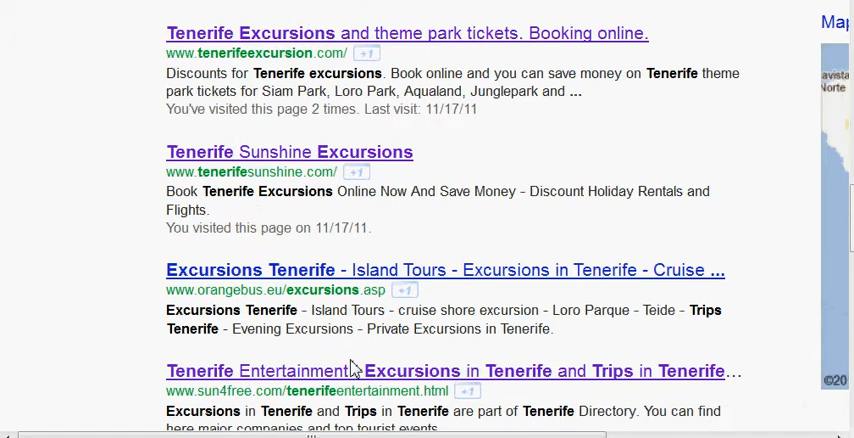 Map
Tenerife Excursions and theme park tickets. Booking online.
www.tenerifeexcursion.com/ +1
Discounts for Tenerife excursions. Book online and you can save money on Tenerife theme
park tickets for Siam Park, Loro Park, Aqualand, Junglepark and ...
You've visited this page 2 times. Last visit: 11/17/11
Tenerife Sunshine Excursions
www.tenerifesunshine.com/ +1
Book Tenerife Excursions Online Now And Save Money - Discount Holiday Rentals and
Flights.
You visited this page on 11/17/11.
Excursions Tenerife - Island Tours - Excursions in Tenerife - Cruise ...
www.orangebus.eu/excursions.asp +1
Excursions Tenerife - Island Tours - cruise shore excursion - Loro Parque - Teide - Trips
Tenerife - Evening Excursions - Private Excursions in Tenerife.
Tenerife Entertainment, Excursions in Tenerife and Trips in Tenerife...
www.sun4free.com/tenerifeentertainment.html +1
Excursions in Tenerife and Trips in Tenerife are part of Tenerife Directory. You can find
here major companies and top tourist events.
Norte
©20